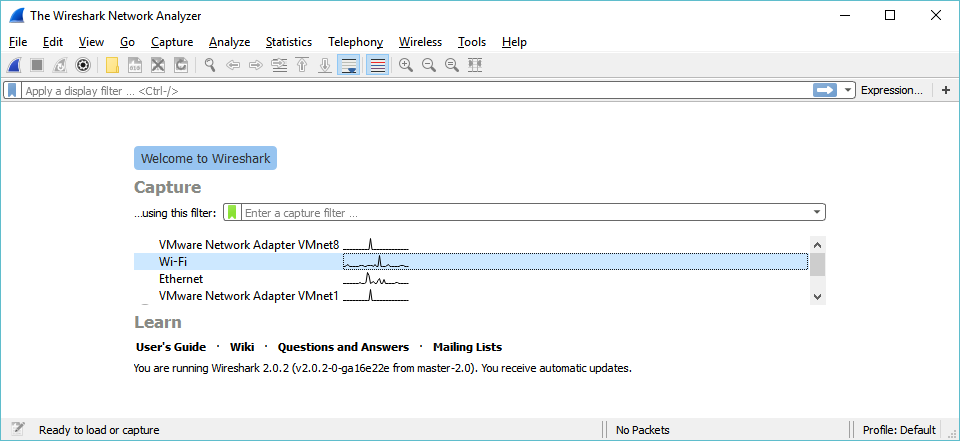 The Wireshark Network Analyzer
File Edit View Go Capture Analyze Statistics Telephony Wireless Tools Help
Apply a display filter ... <Ctrl-/> Expression... +
Welcome to Wireshark
Capture
...using this filter: Enter a capture filter ...
VMware Network Adapter VMnet8
Wi-Fi
Ethernet
VMware Network Adapter VMnet1
Learn
User's Guide · Wiki · Questions and Answers · Mailing Lists
You are running Wireshark 2.0.2 (v2.0.2-0-ga16e22e from master-2.0). You receive automatic updates.
Ready to load or capture No Packets Profile: Default